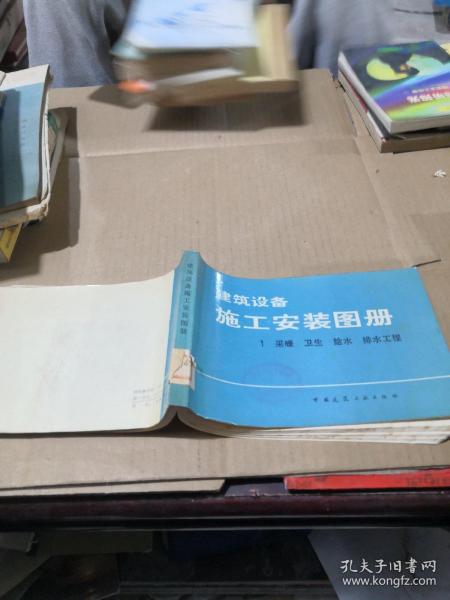 建筑设备
施工安装图册
1 采暖 卫生 给水 排水工程
中国建筑工业出版社
建筑设备施工安装图册
孔夫子旧书网
www.kongfz.com